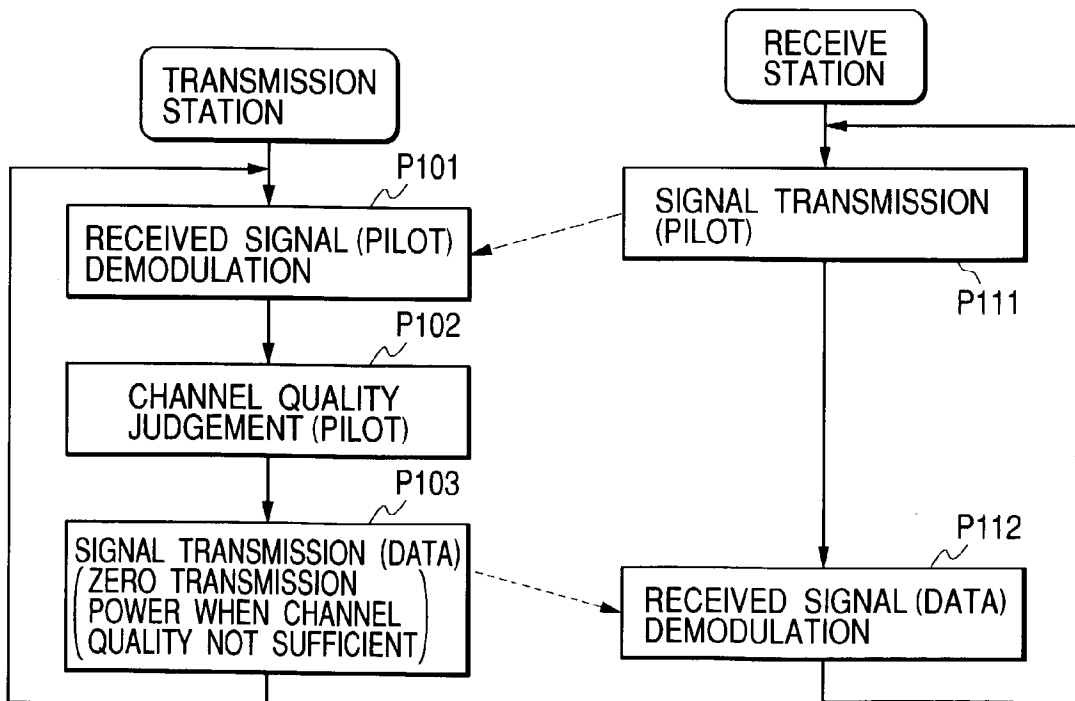 TRANSMISSION
STATION
P101
RECEIVED SIGNAL (PILOT)
DEMODULATION
P102
CHANNEL QUALITY
JUDGEMENT (PILOT)
P103
SIGNAL TRANSMISSION (DATA)
(ZERO TRANSMISSION
POWER WHEN CHANNEL
QUALITY NOT SUFFICIENT)
RECEIVE
STATION
SIGNAL TRANSMISSION
(PILOT)
P111
P112
RECEIVED SIGNAL (DATA)
DEMODULATION